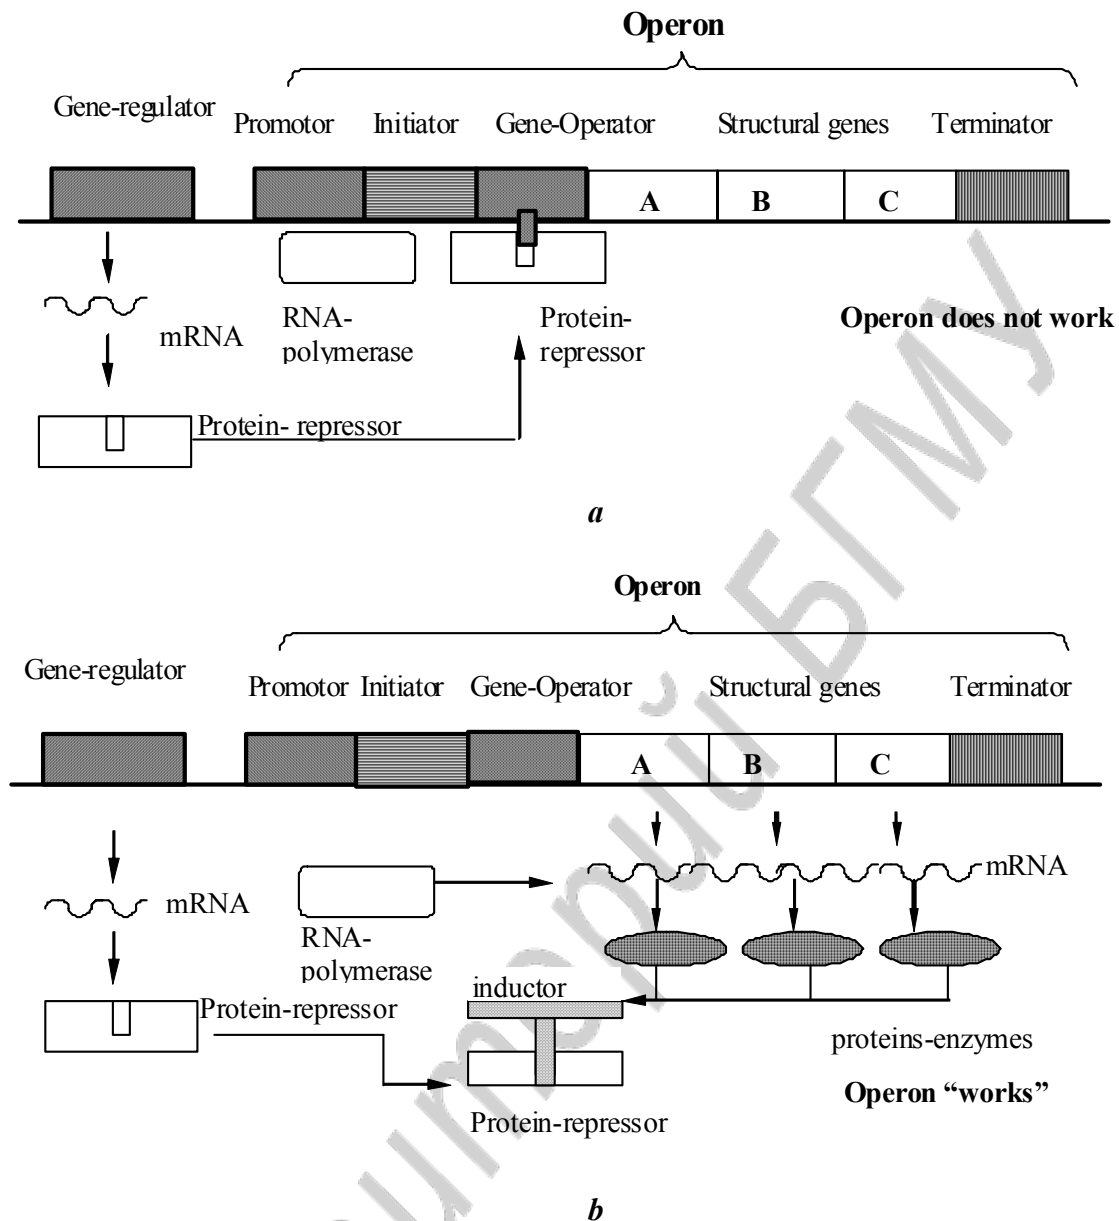 Operon
Gene-regulator
Promotor Initiator Gene-Operator Structural genes Terminator
A B C
mRNA
RNA-
polymerase
Protein-
repressor
Operon does not work
Protein- repressor
a
Operon
Gene-regulator
Promotor Initiator Gene-Operator Structural genes Terminator
A B C
mRNA
mRNA
RNA-
polymerase
inductor
Protein-repressor
proteins-enzymes
Operon “works”
Protein-repressor
b
БГМУ